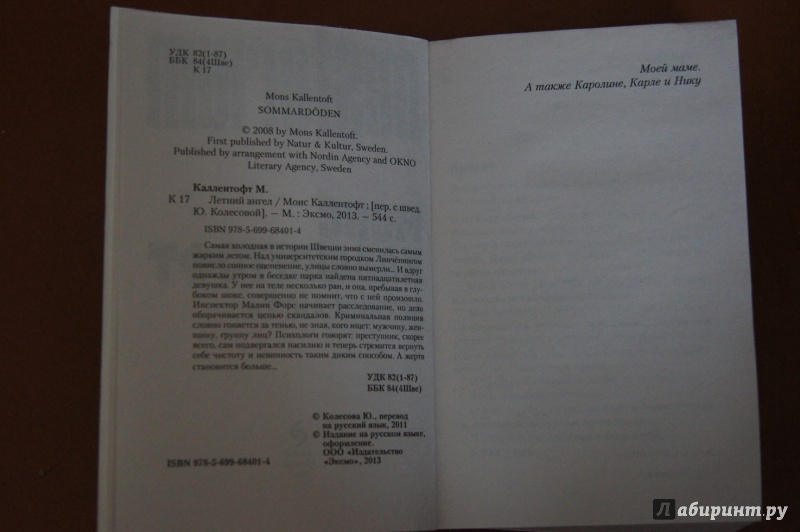 УДК 82(1-87)
ББК 84(4Шве)
К 17
Mons Kallentoft
SOMMARDÖDEN
© 2008 by Mons Kallentoft.
First published by Natur & Kultur, Sweden.
Published by arrangement with Nordin Agency and OKNO
Literary Agency, Sweden
Каллентофт М.
К 17 Летний ангел / Монс Каллентофт ; [пер. с швед.
Ю. Колесовой]. — М. : Эксмо, 2013. — 544 с.
ISBN 978-5-699-68401-4
Самая холодная в истории Швеции зима сменилась самым
жарким летом. Над университетским городком Линчёпингом
повисло сонное оцепенение, улицы словно вымерли... И вдруг
однажды утром в беседке парка найдена пятнадцатилетняя
девушка. У нее на теле несколько ран, и она, пребывая в глу-
боком шоке, совершенно не помнит, что с ней произошло.
Инспектор Малин Форс начинает расследование, но дело
оборачивается цепью скандалов. Криминальная полиция
словно гоняется за тенью, не зная, кого ищет: мужчину, жен-
щину, группу лиц? Психологи говорят: преступник, скорее
всего, сам подвергался насилию и теперь стремится вернуть
себе чистоту и невинность таким диким способом. А жертв
становится больше...
УДК 82(1-87)
ББК 84(4Шве)
© Колесова Ю., перевод
на русский язык, 2011
© Издание на русском языке,
оформление.
ООО «Издательство
«Эксмо», 2013
ISBN 978-5-699-68401-4
Моей маме.
А также Каролине, Карле и Нику
Лабиринт.ру